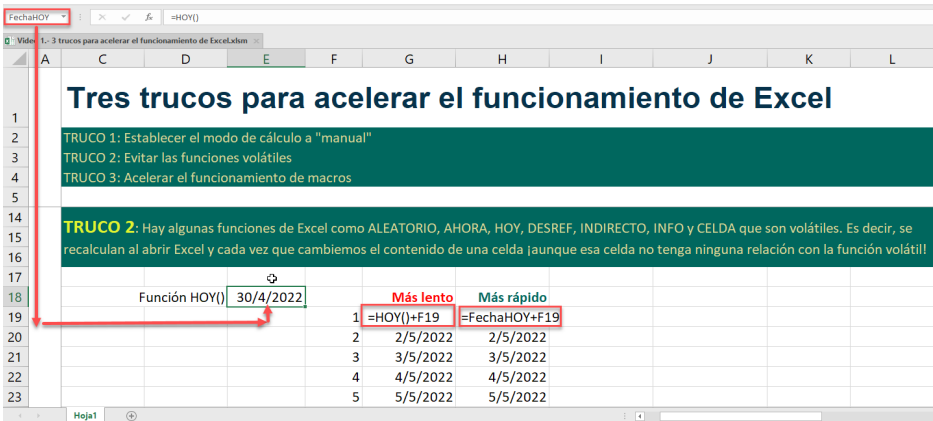 FechaHOY fx =HOY()
Video 1.- 3 trucos para acelerar el funcionamiento de Excel.xlsm
A C D E F G H I J K L
1 Tres trucos para acelerar el funcionamiento de Excel
2 TRUCO 1: Establecer el modo de cálculo a "manual"
3 TRUCO 2: Evitar las funciones volátiles
4 TRUCO 3: Acelerar el funcionamiento de macros
5
14
15 TRUCO 2: Hay algunas funciones de Excel como ALEATORIO, AHORA, HOY, DESREF, INDIRECTO, INFO y CELDA que son volátiles. Es decir, se
16 recalculan al abrir Excel y cada vez que cambiemos el contenido de una celda ¡aunque esa celda no tenga ninguna relación con la función volátil!
17
18 Función HOY() 30/4/2022 Más lento Más rápido
19 1 =HOY()+F19 =FechaHOY+F19
20 2 2/5/2022 2/5/2022
21 3 3/5/2022 3/5/2022
22 4 4/5/2022 4/5/2022
23 5 5/5/2022 5/5/2022
Hoja1